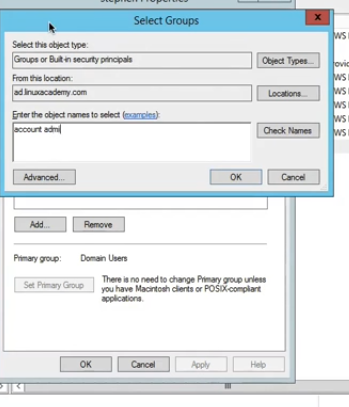 Stephen Properties
Select Groups
X
Select this object type:
Groups or Built-in security principals
Object Types...
From this location:
ad.linuxacademy.com
Locations...
Enter the object names to select (examples):
account admi
Check Names
Advanced...
OK
Cancel
Add...
Remove
Primary group:
Domain Users
Set Primary Group
There is no need to change Primary group unless
you have Macintosh clients or POSIX-compliant
applications.
OK
Cancel
Apply
Help